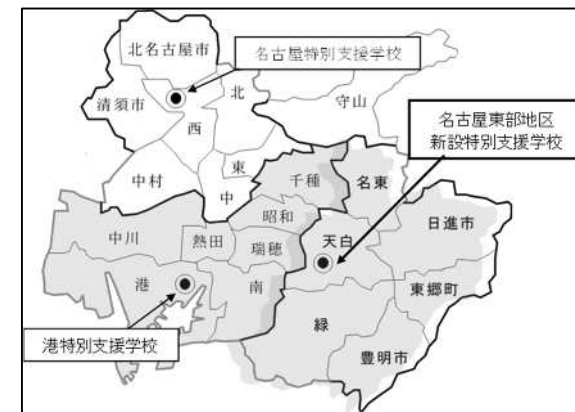 北名古屋市
名古屋特別支援学校
清須市
北
守山
西
名古屋東部地区
新設特別支援学校
中村
東
中
千種
名東
昭和
日進市
中川
熱田
瑞穂
天白
港
南
東郷町
緑
港特別支援学校
豊明市